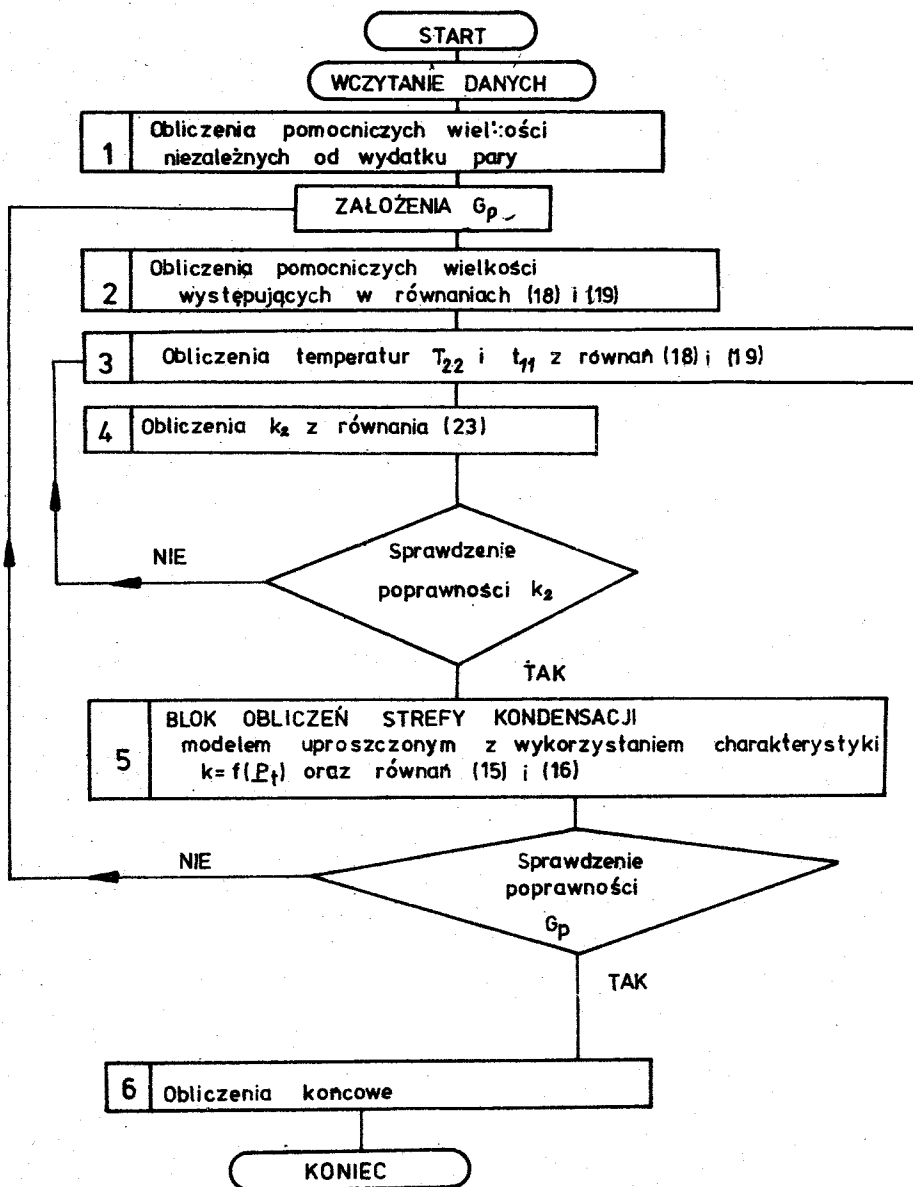 START
WCZYTANIE DANYCH
1
Obliczenia pomocniczych
niezależnych od wydatku pary
ZAŁOŻENIA Gₚ
2
Obliczenia pomocniczych wielkości
występujących w równaniach (18) i (19)
3
Obliczenia temperatur T₂₂ i t₁₁ z równań (18) i (19)
4
Obliczenia k₂ z równania (23)
NIE
Sprawdzenie
poprawności k₂
TAK
5
BLOK OBLICZEŃ STREFY KONDENSACJI
modelem uproszczonym z wykorzystaniem charakterystyki
k=f(Pₜ) oraz równań (15) i (16)
NIE
Sprawdzenie
poprawności
Gₚ
TAK
6
Obliczenia końcowe
KONIEC